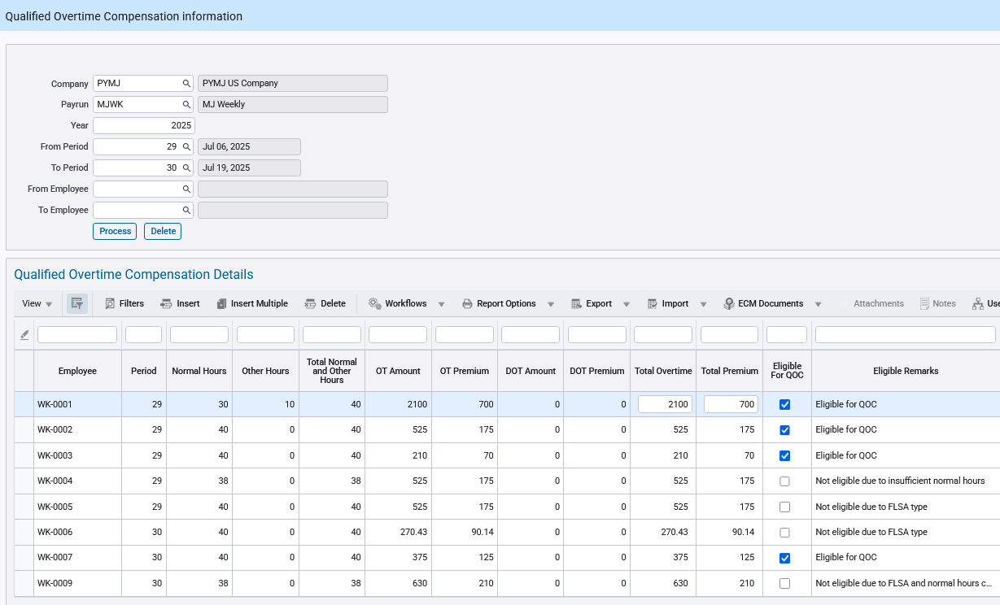 Qualified Overtime Compensation information
Company PYMJ PYMJ US Company
Payrun MJWK MJ Weekly
Year 2025
From Period 29 Jul 06, 2025
To Period 30 Jul 19, 2025
From Employee
To Employee
Process Delete
Qualified Overtime Compensation Details
View Filters Insert Insert Multiple Delete Workflows Report Options Export Import ECM Documents Attachments Notes Use
Employee Period Normal Hours Other Hours Total Normal and Other Hours OT Amount OT Premium DOT Amount DOT Premium Total Overtime Total Premium Eligible For QOC Eligible Remarks
WK-0001 29 30 10 40 2100 700 0 0 2100 700 Eligible for QOC
WK-0002 29 40 0 40 525 175 0 0 525 175 Eligible for QOC
WK-0003 29 40 0 40 210 70 0 0 210 70 Eligible for QOC
WK-0004 29 38 0 38 525 175 0 0 525 175 Not eligible due to insufficient normal hours
WK-0005 29 40 0 40 525 175 0 0 525 175 Not eligible due to FLSA type
WK-0006 30 40 0 40 270.43 90.14 0 0 270.43 90.14 Not eligible due to FLSA type
WK-0007 30 40 0 40 375 125 0 0 375 125 Eligible for QOC
WK-0009 30 38 0 38 630 210 0 0 630 210 Not eligible due to FLSA and normal hours c...